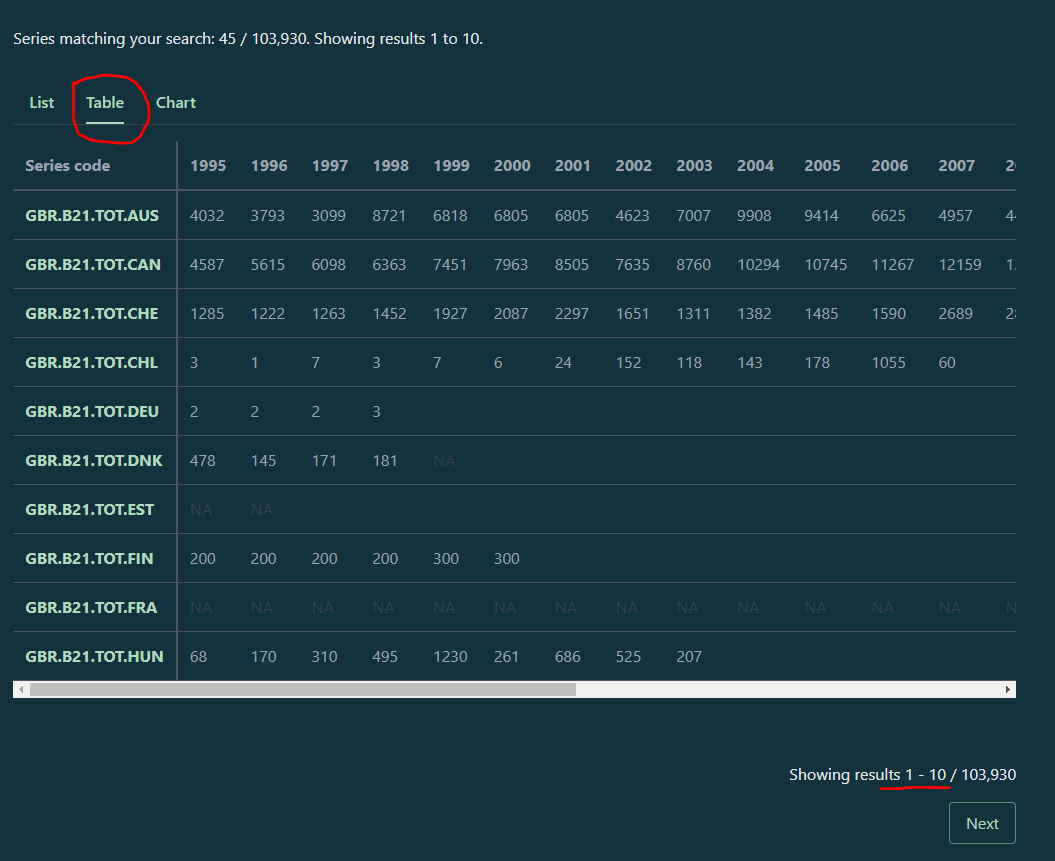 Series matching your search: 45 / 103,930. Showing results 1 to 10.
List Table Chart
Series code 1995 1996 1997 1998 1999 2000 2001 2002 2003 2004 2005 2006 2007
GBR.B21.TOT.AUS 4032 3793 3099 8721 6818 6805 6805 4623 7007 9908 9414 6625 4957
GBR.B21.TOT.CAN 4587 5615 6098 6363 7451 7963 8505 7635 8760 10294 10745 11267 12159
GBR.B21.TOT.CHE 1285 1222 1263 1452 1927 2087 2297 1651 1311 1382 1485 1590 2689
GBR.B21.TOT.CHL 3 1 7 3 7 6 24 152 118 143 178 1055 60
GBR.B21.TOT.DEU 2 2 2 3
GBR.B21.TOT.DNK 478 145 171 181 NA
GBR.B21.TOT.EST NA NA
GBR.B21.TOT.FIN 200 200 200 200 300 300
GBR.B21.TOT.FRA NA NA NA NA NA NA NA NA NA NA NA NA NA
GBR.B21.TOT.HUN 68 170 310 495 1230 261 686 525 207
Showing results 1 - 10 / 103,930
Next